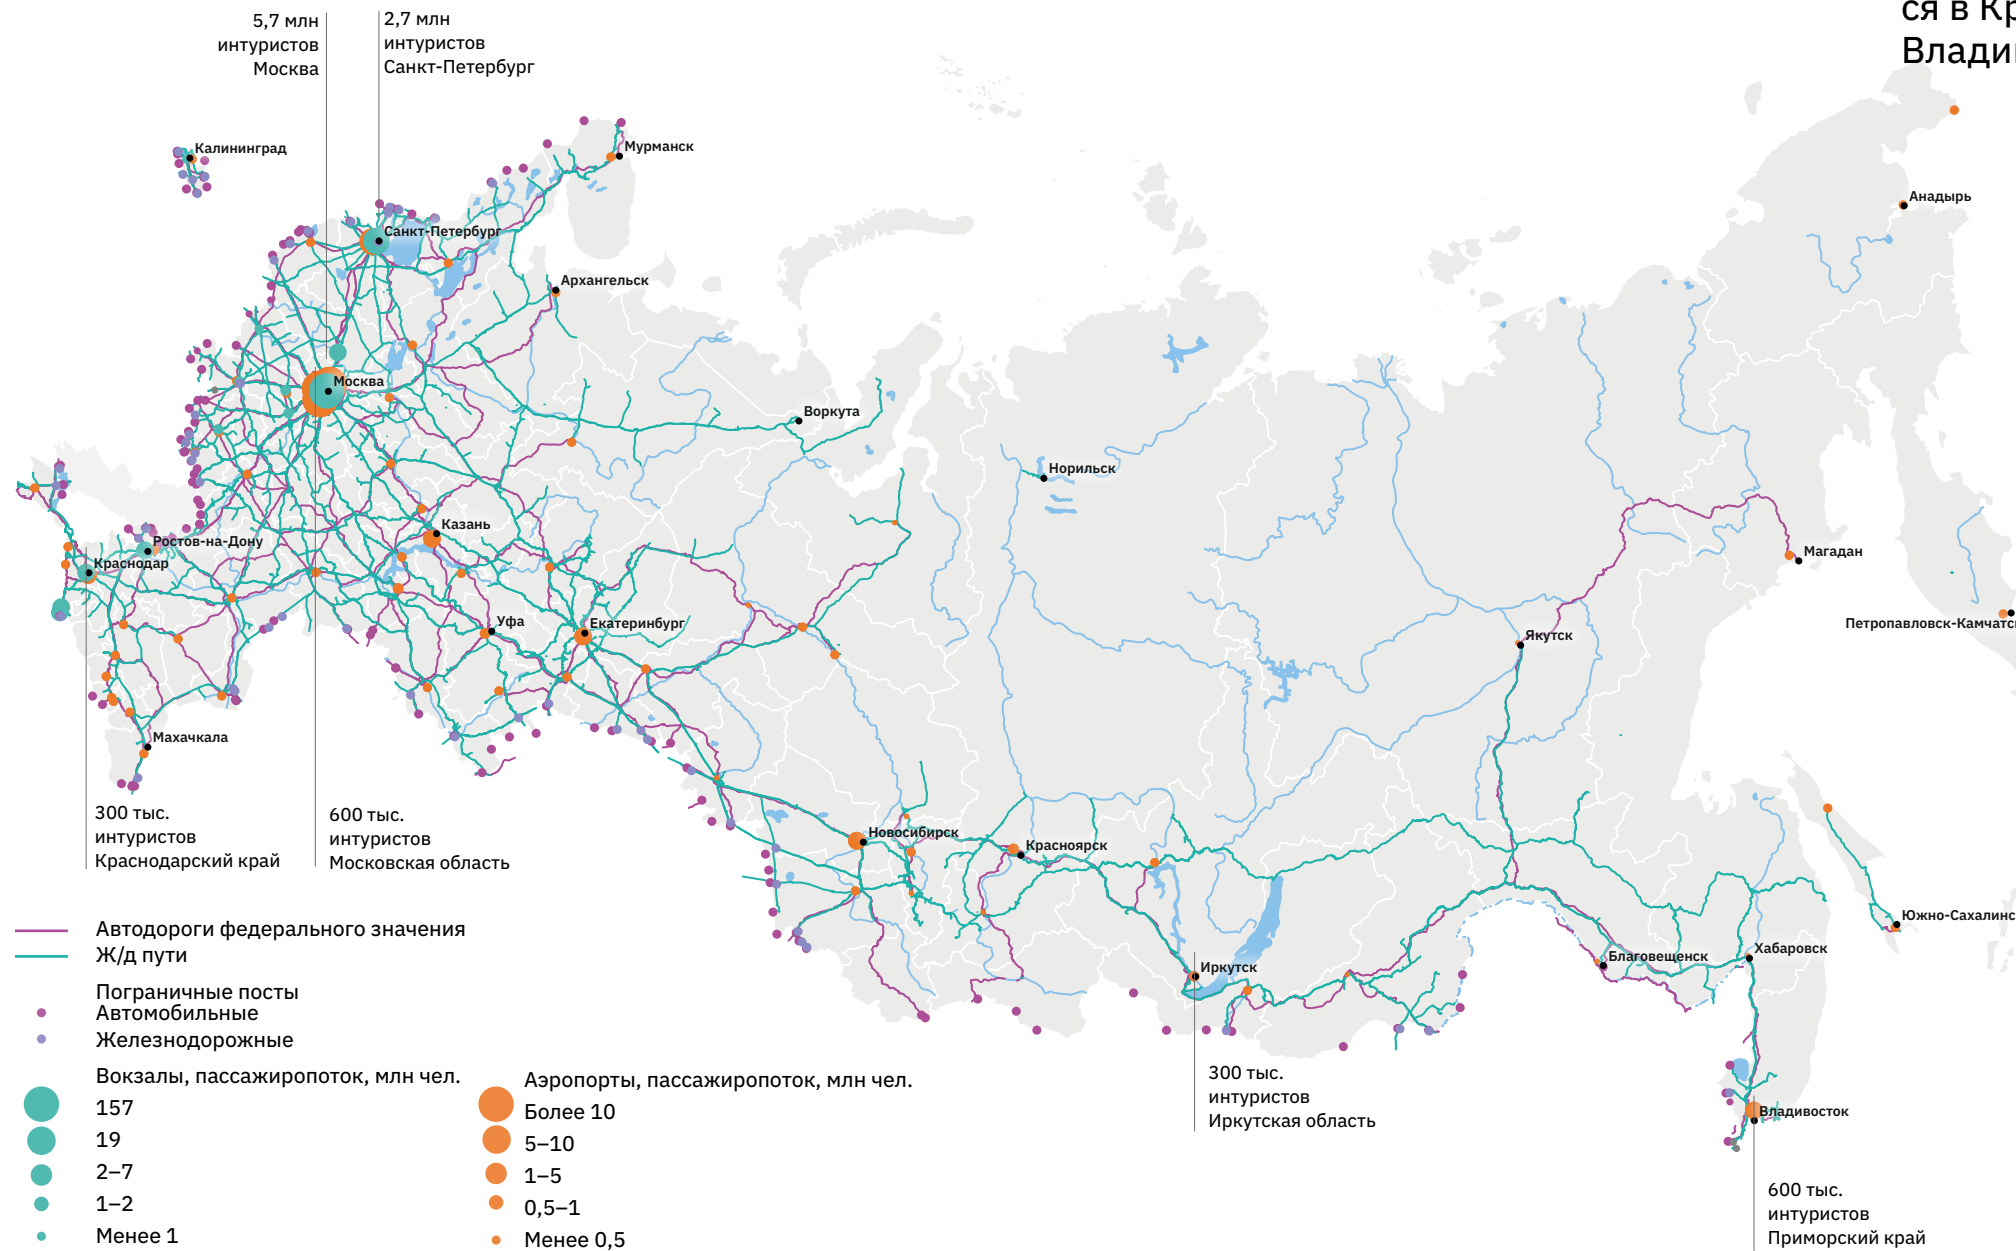 ся в Кр
Влади
5,7 млн
интуристов
Москва
2,7 млн
интуристов
Санкт-Петербург
Калининград
Мурманск
Анадырь
Санкт-Петербург
Архангельск
Москва
Воркута
Норильск
Казань
Ростов-на-Дону
Краснодар
Магадан
Петропавловск-Камчатс
Уфа
Екатеринбург
Якутск
Махачкала
300 тыс.
интуристов
Краснодарский край
600 тыс.
интуристов
Московская область
Новосибирск
Красноярск
Южно-Сахалинс
Хабаровск
Благовещенск
Иркутск
Автодороги федерального значения
Ж/д пути
Пограничные посты
Автомобильные
Железнодорожные
Вокзалы, пассажиропоток, млн чел.
157
19
2–7
1–2
Менее 1
Аэропорты, пассажиропоток, млн чел.
Более 10
5–10
1–5
0,5–1
Менее 0,5
300 тыс.
интуристов
Иркутская область
Владивосток
600 тыс.
интуристов
Приморский край